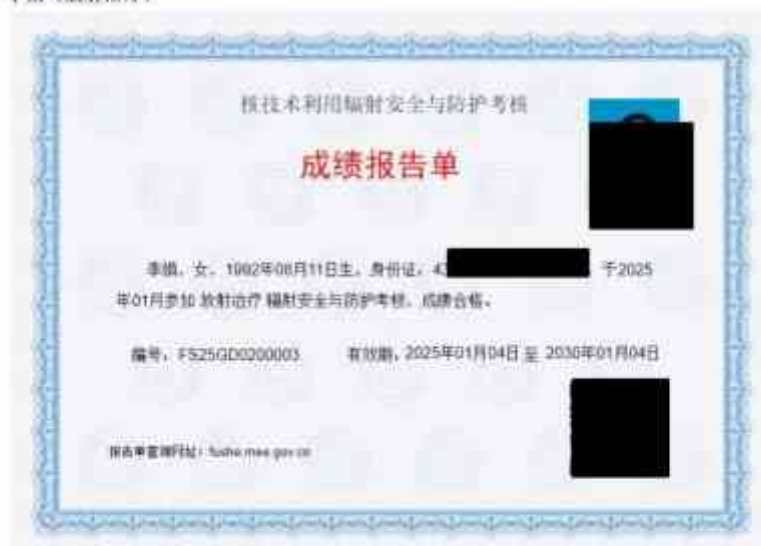 核技术利用辐射安全与防护考核
成绩报告单
李娟，女，1992年08月11日生，身份证：4 于2025
年01月参加 放射治疗 辐射安全与防护考核，成绩合格。
编号：FS25GD0200003 有效期：2025年01月04日 至 2030年01月04日
报告单查询网址：fushe.mee.gov.cn